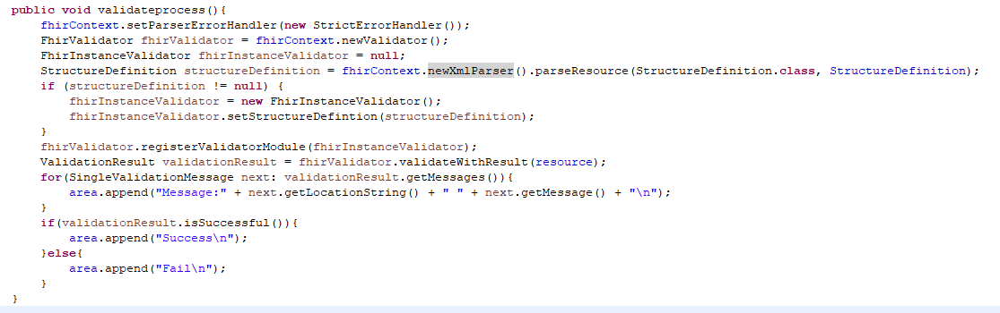 public void validateprocess(){
fhirContext.setParserErrorHandler(new StrictErrorHandler());
FhirValidator fhirValidator = fhirContext.newValidator();
FhirInstanceValidator fhirInstanceValidator = null;
StructureDefinition structureDefinition = fhirContext.newXmlParser().parseResource(StructureDefinition.class, StructureDefinition);
if (structureDefinition != null) {
fhirInstanceValidator = new FhirInstanceValidator();
fhirInstanceValidator.setStructureDefintion(structureDefinition);
}
fhirValidator.registerValidatorModule(fhirInstanceValidator);
ValidationResult validationResult = fhirValidator.validateWithResult(resource);
for(SingleValidationMessage next: validationResult.getMessages()){
area.append("Message:" + next.getLocationString() + " " + next.getMessage() + "\n");
}
if(validationResult.isSuccessful()){
area.append("Success\n");
}else{
area.append("Fail\n");
}
}